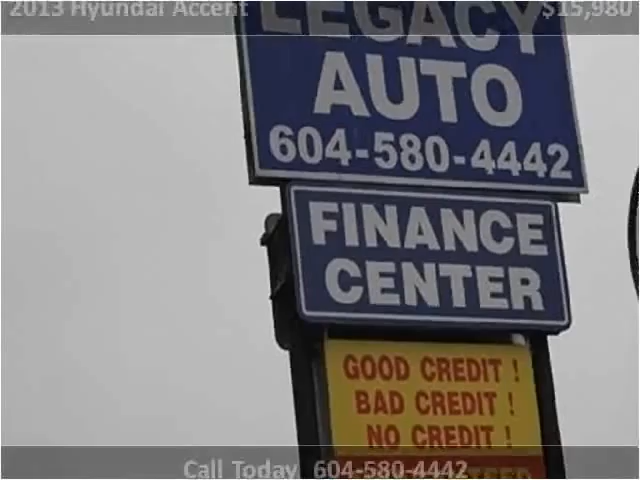 2013 Hyundai Accent $15,980
LEGACY
AUTO
604-580-4442
FINANCE
CENTER
GOOD CREDIT !
BAD CREDIT !
NO CREDIT !
Call Today 604-580-4442